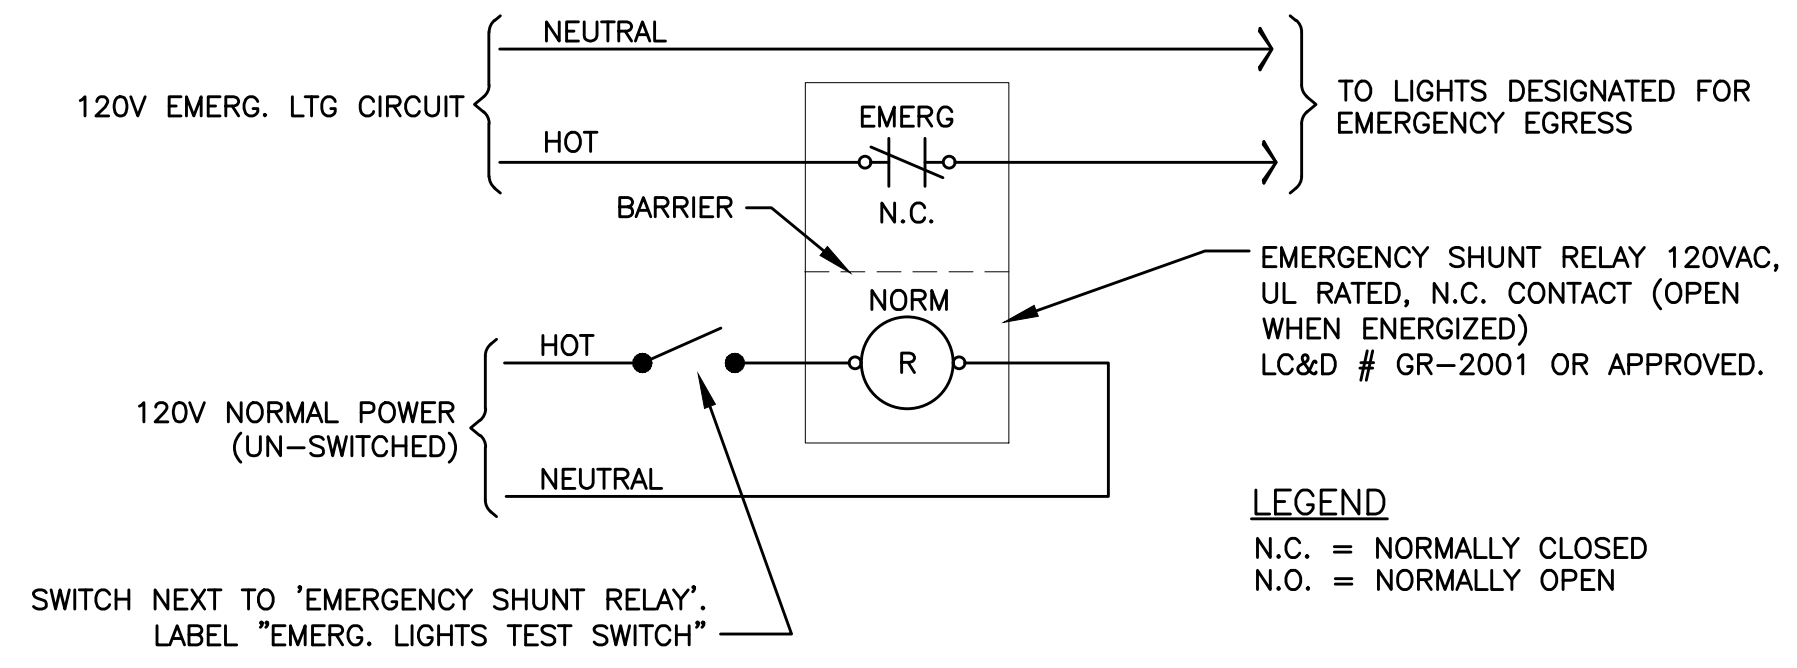 NEUTRAL
120V EMERG. LTG CIRCUIT
HOT
EMERG
N.C.
TO LIGHTS DESIGNATED FOR
EMERGENCY EGRESS
BARRIER
EMERGENCY SHUNT RELAY 120VAC,
UL RATED, N.C. CONTACT (OPEN
WHEN ENERGIZED)
LC&D # GR-2001 OR APPROVED.
NORM
R
HOT
120V NORMAL POWER
(UN-SWITCHED)
NEUTRAL
SWITCH NEXT TO 'EMERGENCY SHUNT RELAY'.
LABEL "EMERG. LIGHTS TEST SWITCH"
LEGEND
N.C. = NORMALLY CLOSED
N.O. = NORMALLY OPEN